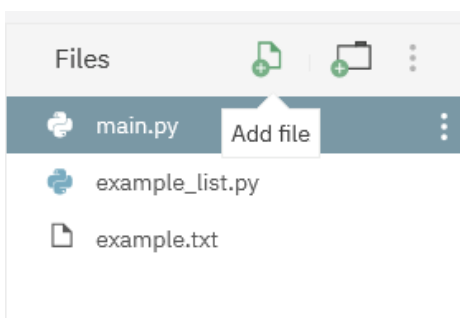 Files
main.py
Add file
example_list.py
example.txt